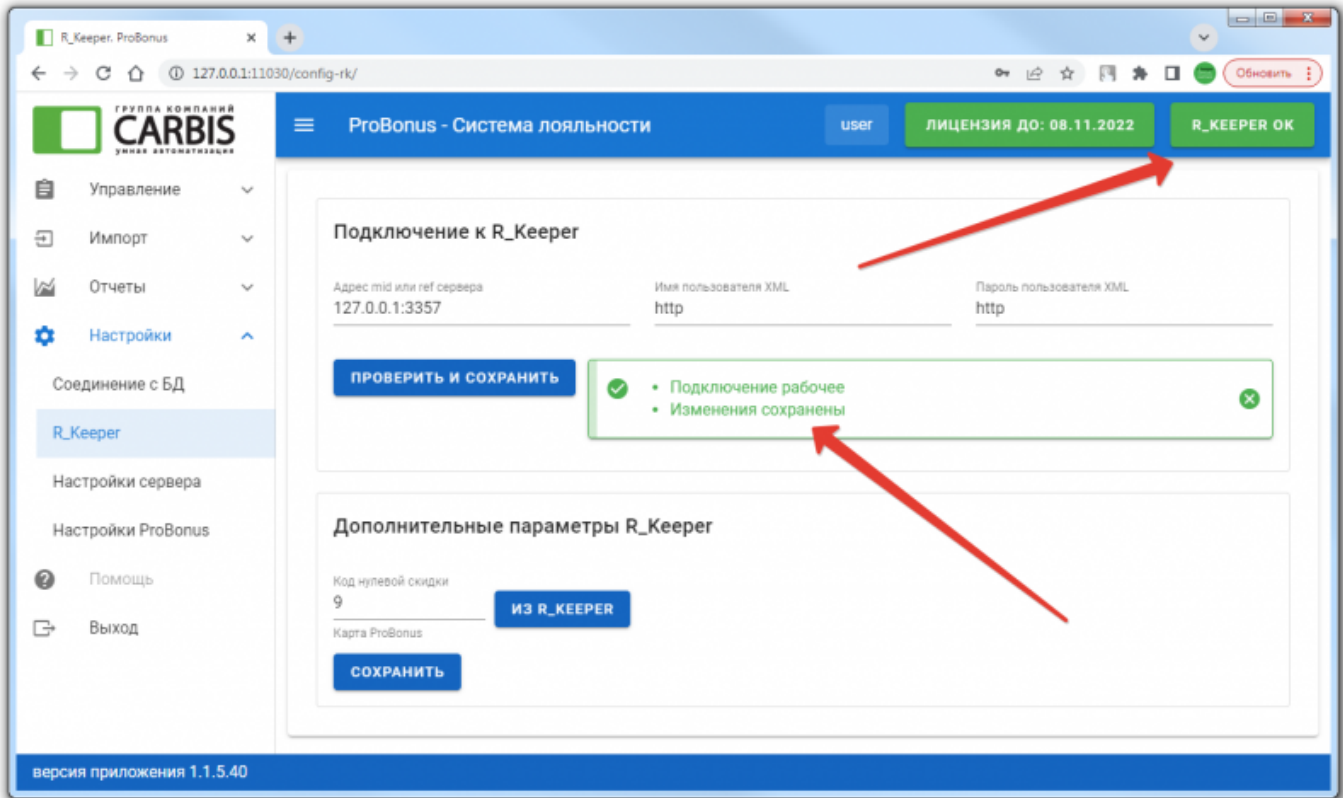 R_Keeper. ProBonus
127.0.0.1:11030/config-rk/
Обновить
ГРУППА КОМПАНИЙ
CARBIS
умная автоматизация
ProBonus - Система лояльности
user
ЛИЦЕНЗИЯ ДО: 08.11.2022
R_KEEPER OK
Управление
Импорт
Отчеты
Настройки
Соединение с БД
R_Keeper
Настройки сервера
Настройки ProBonus
Помощь
Выход
Подключение к R_Keeper
Адрес mid или ref сервера
127.0.0.1:3357
Имя пользователя XML
http
Пароль пользователя XML
http
ПРОВЕРИТЬ И СОХРАНИТЬ
• Подключение рабочее
• Изменения сохранены
Дополнительные параметры R_Keeper
Код нулевой скидки
9
ИЗ R_KEEPER
Карта ProBonus
СОХРАНИТЬ
версия приложения 1.1.5.40